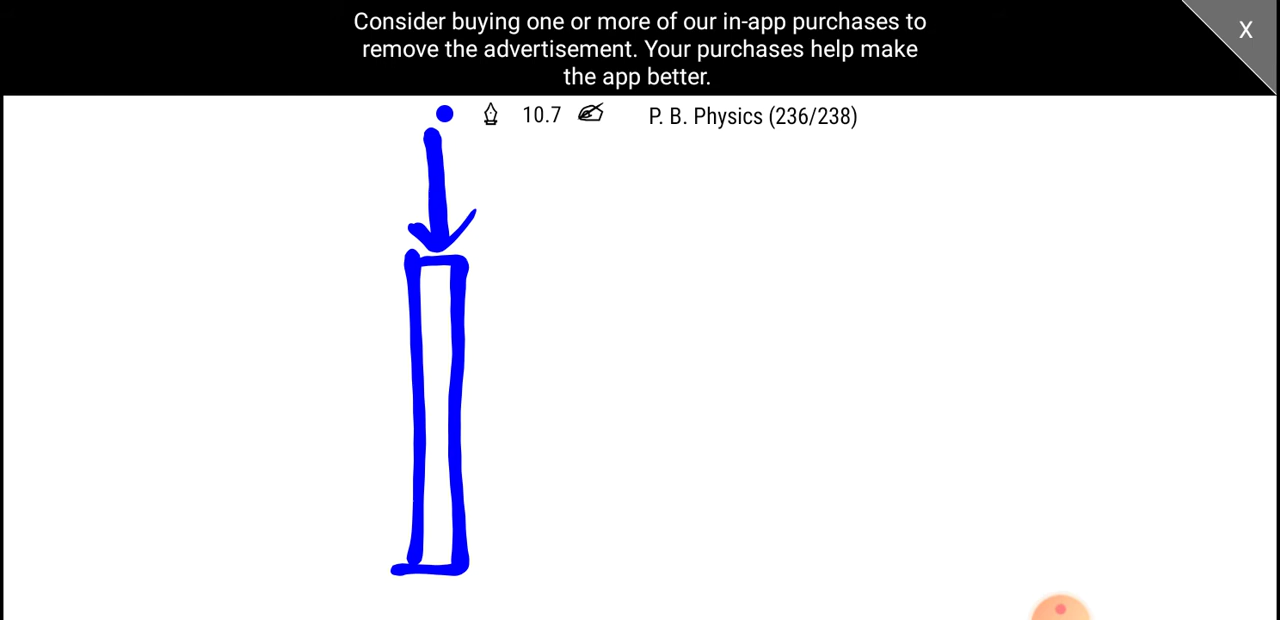 Consider buying one or more of our in-app purchases to
remove the advertisement. Your purchases help make
the app better.
X
10.7 P. B. Physics (236/238)